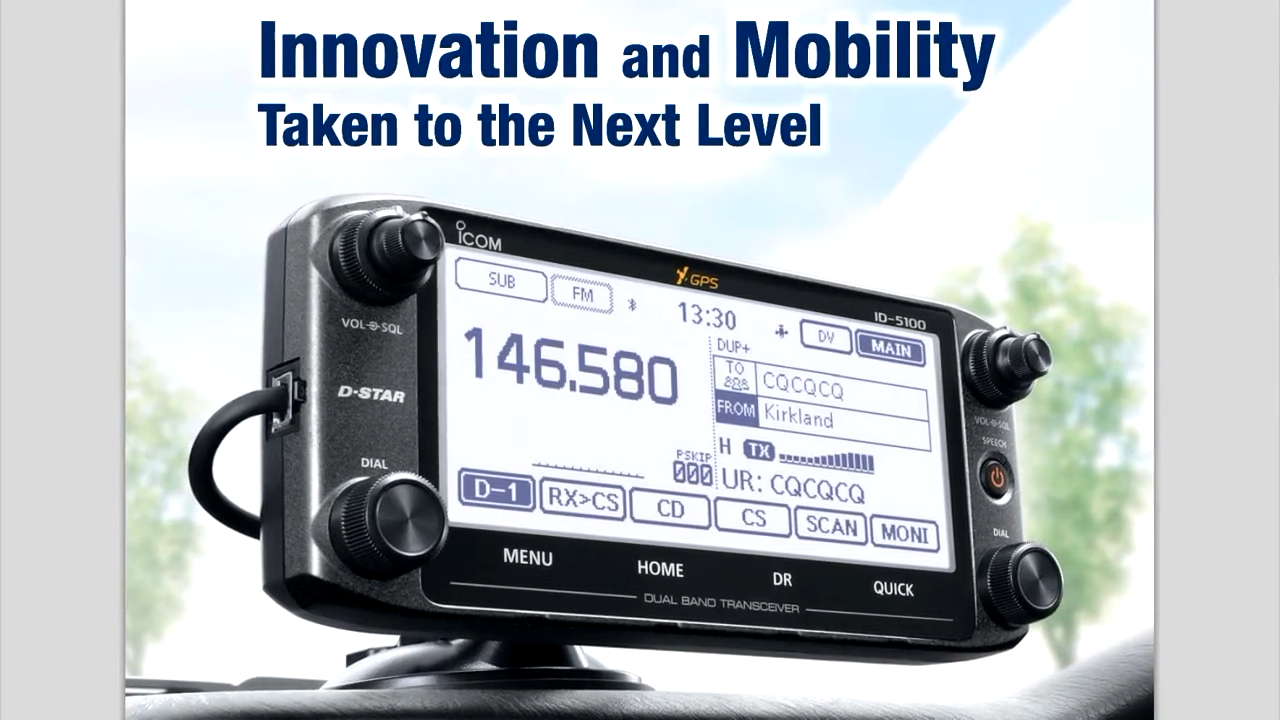 Innovation and Mobility
Taken to the Next Level
ICOM
GPS
ID-5100
SUB
FM
13:30
DV
MAIN
VOL SQL
146.580
DUP+
TO
CQCQCQ
FROM
Kirkland
D-STAR
VOL SQL
SPEECH
H
TX
PSKIP
000
UR: CQCQCQ
DIAL
D-1
RX>CS
CD
CS
SCAN
MONI
DIAL
MENU
HOME
DR
QUICK
DUAL BAND TRANSCEIVER